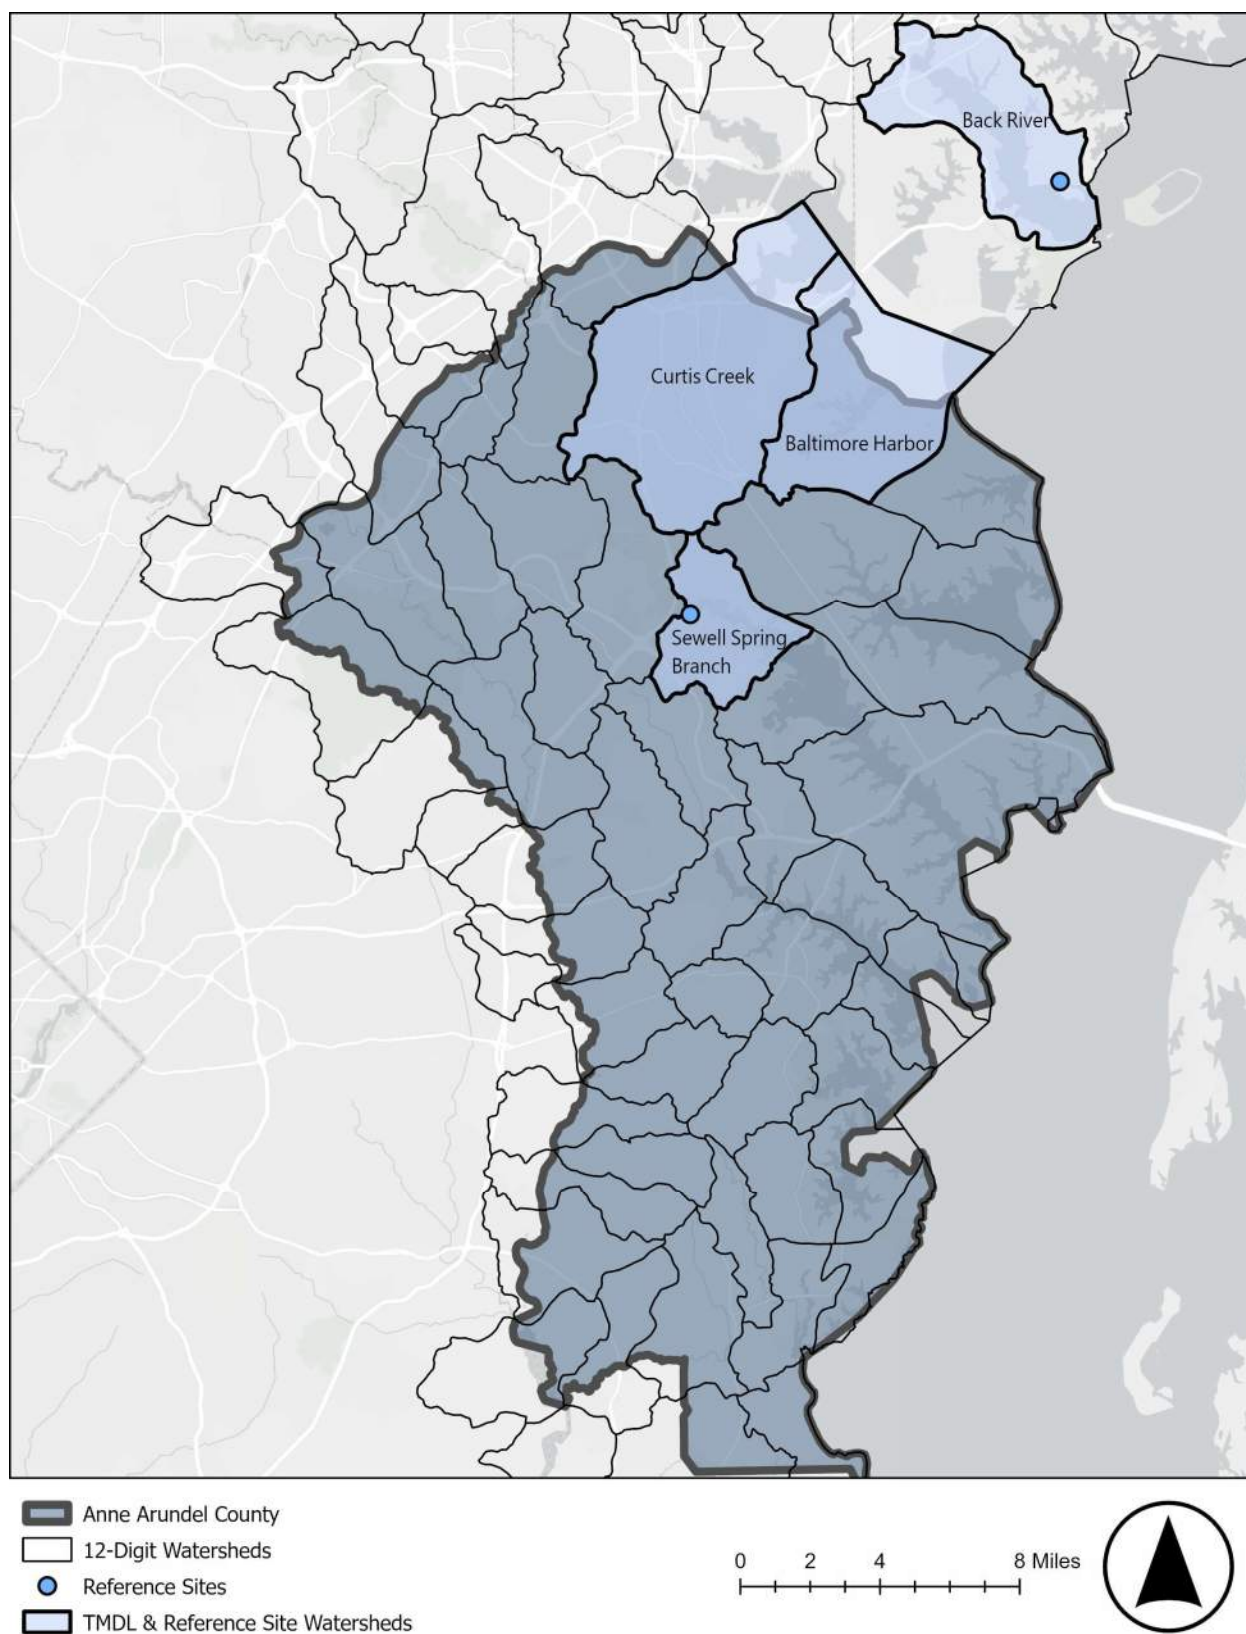 Back River
Curtis Creek
Baltimore Harbor
Sewell Spring
Branch
Anne Arundel County
12-Digit Watersheds
Reference Sites
TMDL & Reference Site Watersheds
0 2 4 8 Miles